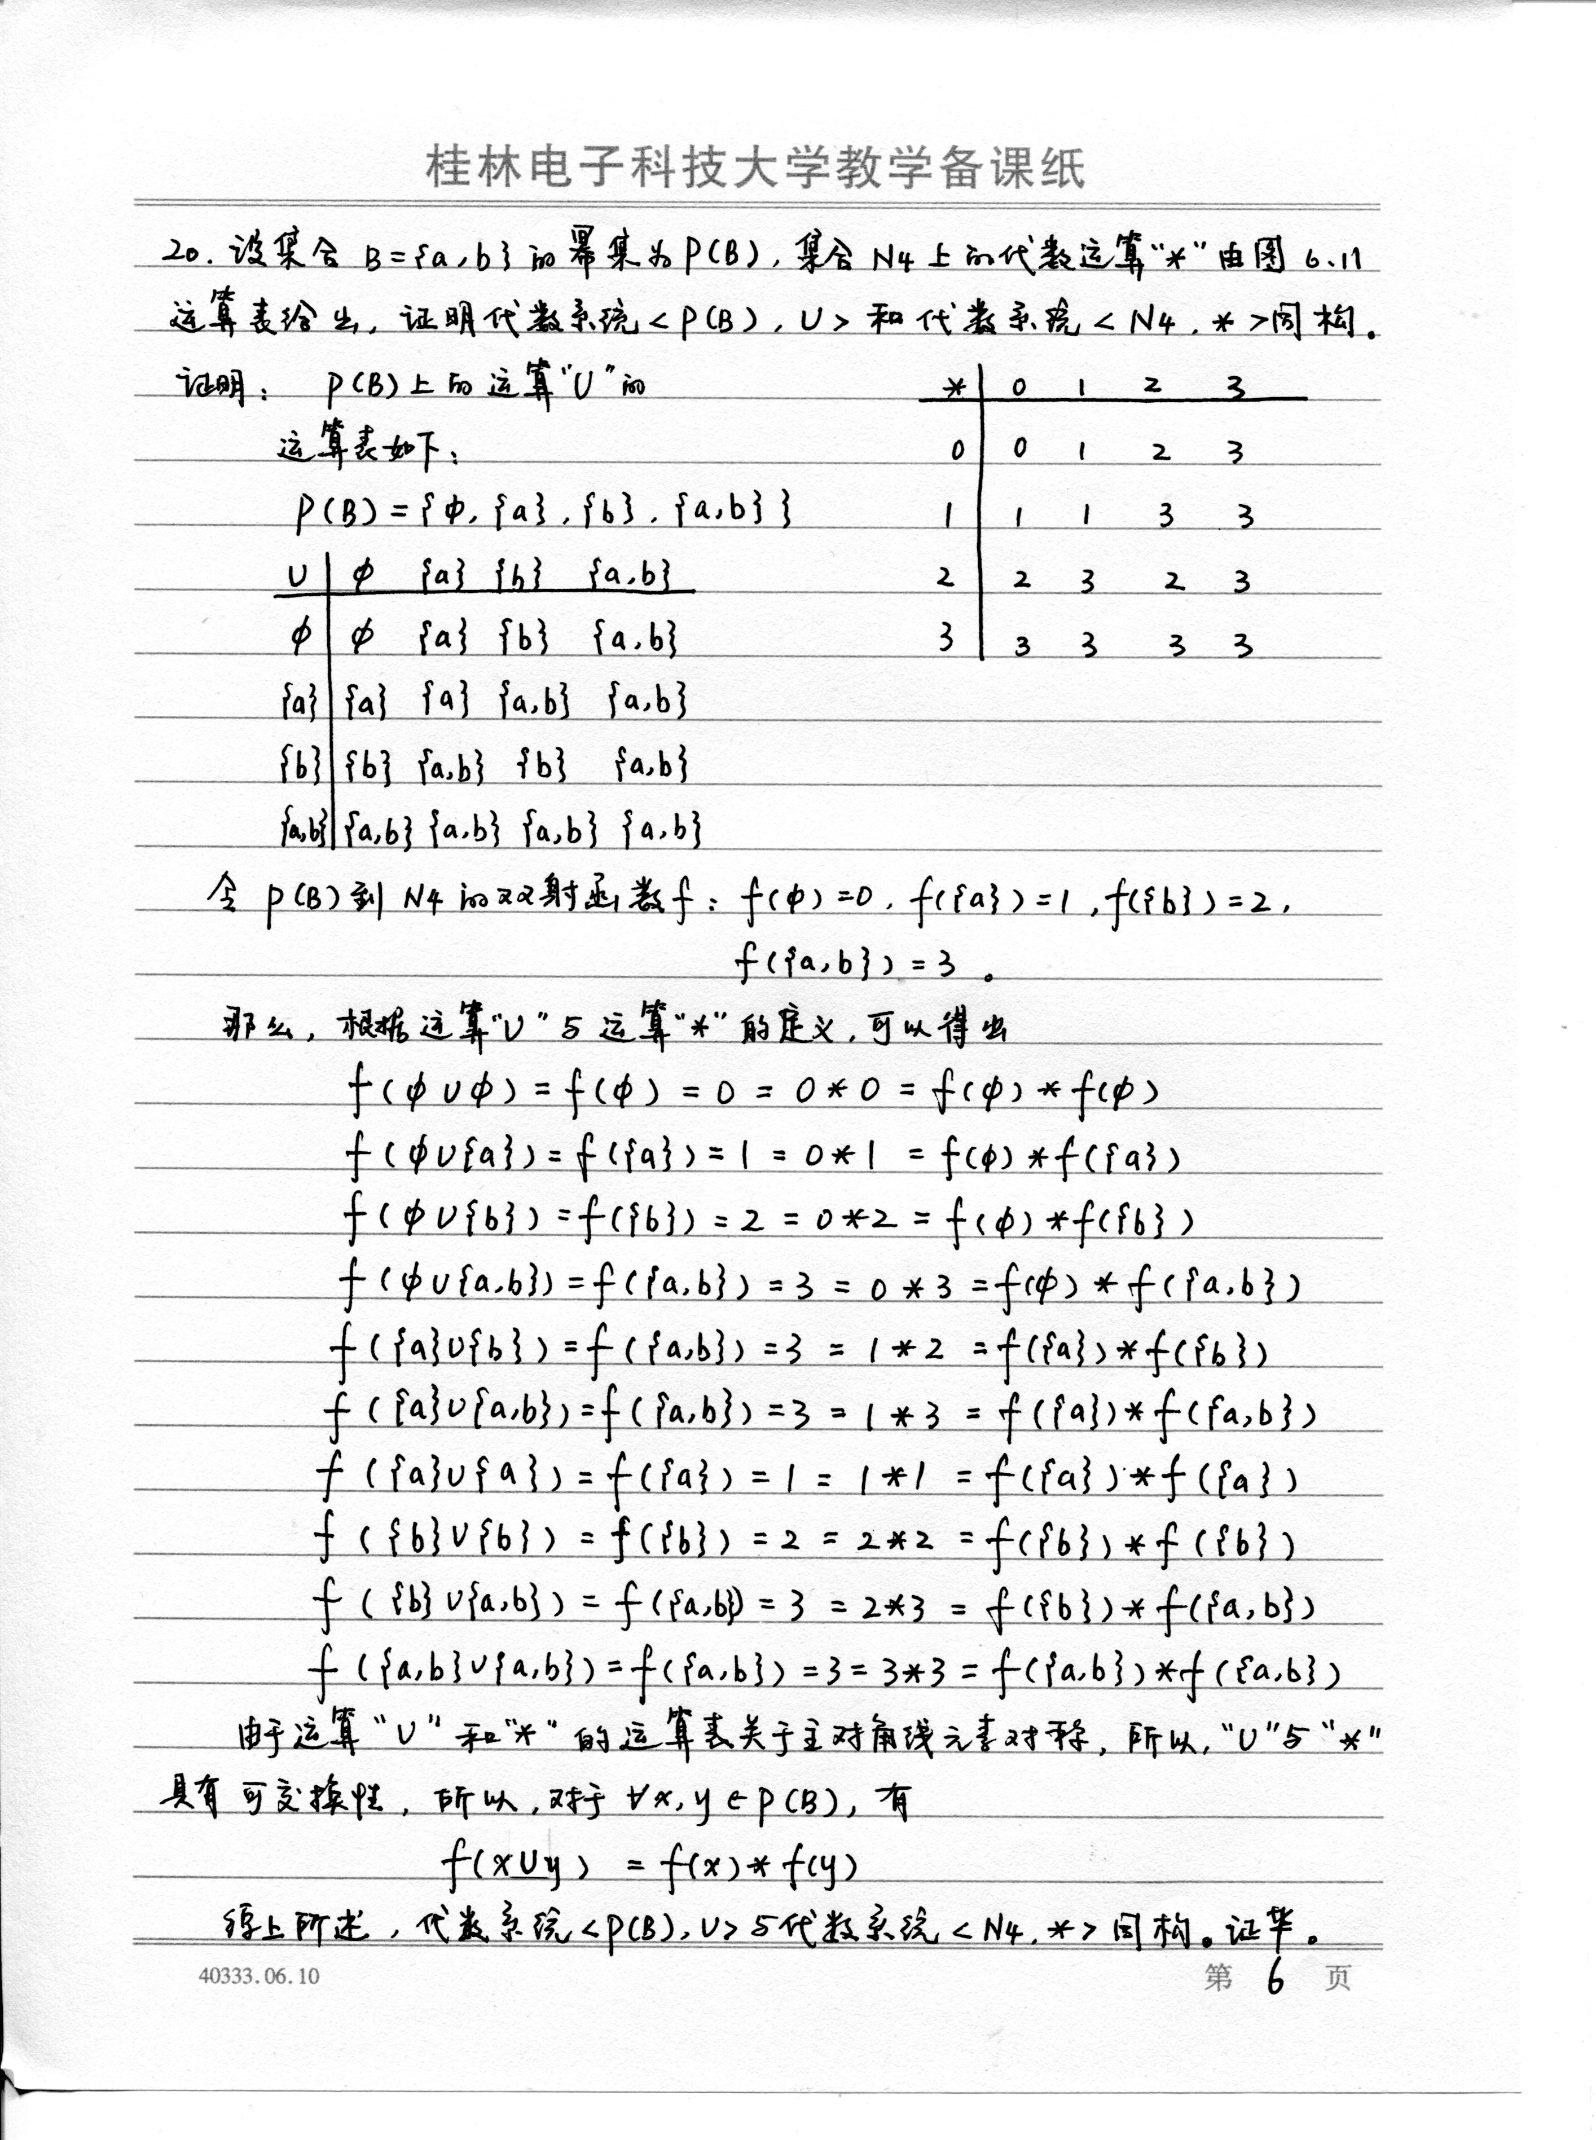 桂林电子科技大学教学备课纸
20. 设集合 B={a,b} 的幂集为P(B), 集合 N4 上的代数运算"*"由图 6.11
运算表给出, 证明代数系统<P(B), ∪> 和代数系统<N4, *>同构。
证明: P(B)上的运算"∪"的
运算表如下:
P(B)={φ, {a}, {b}, {a,b}}
* 0 1 2 3
0 0 1 2 3
1 1 1 3 3
2 2 3 2 3
3 3 3 3 3
∪ φ {a} {b} {a,b}
φ φ {a} {b} {a,b}
{a} {a} {a} {a,b} {a,b}
{b} {b} {a,b} {b} {a,b}
{a,b} {a,b} {a,b} {a,b} {a,b}
令 P(B)到 N4 的双射函数f: f(φ)=0, f({a})=1, f({b})=2,
f({a,b})=3 。
那么, 根据运算"∪"与运算"*"的定义, 可以得出
f(φ∪φ)=f(φ)=0=0*0=f(φ)*f(φ)
f(φ∪{a})=f({a})=1=0*1=f(φ)*f({a})
f(φ∪{b})=f({b})=2=0*2=f(φ)*f({b})
f(φ∪{a,b})=f({a,b})=3=0*3=f(φ)*f({a,b})
f({a}∪{b})=f({a,b})=3=1*2=f({a})*f({b})
f({a}∪{a,b})=f({a,b})=3=1*3=f({a})*f({a,b})
f({a}∪{a})=f({a})=1=1*1=f({a})*f({a})
f({b}∪{b})=f({b})=2=2*2=f({b})*f({b})
f({b}∪{a,b})=f({a,b})=3=2*3=f({b})*f({a,b})
f({a,b}∪{a,b})=f({a,b})=3=3*3=f({a,b})*f({a,b})
由于运算"∪"和"*"的运算表关于主对角线元素对称, 所以, "∪"与"*"
具有可交换性, 所以, 对于 ∀x,y∈P(B), 有
f(x∪y)=f(x)*f(y)
综上所述, 代数系统<P(B), ∪>与代数系统<N4, *>同构。证毕。
40333.06.10
第 6 页